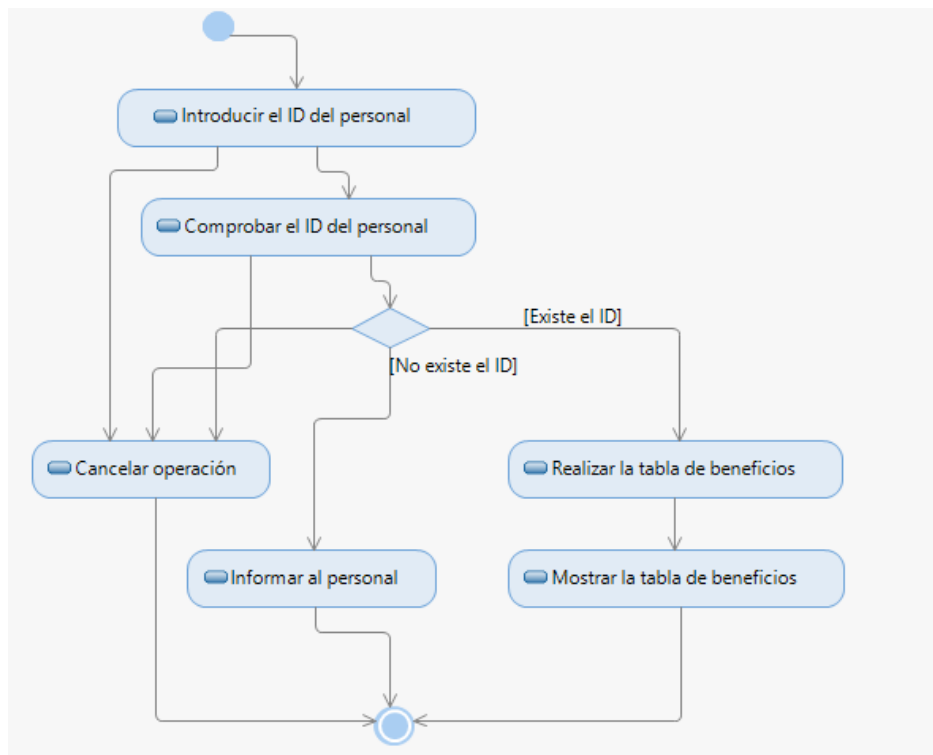 Introducir el ID del personal
Comprobar el ID del personal
[Existe el ID]
[No existe el ID]
Cancelar operación
Realizar la tabla de beneficios
Informar al personal
Mostrar la tabla de beneficios